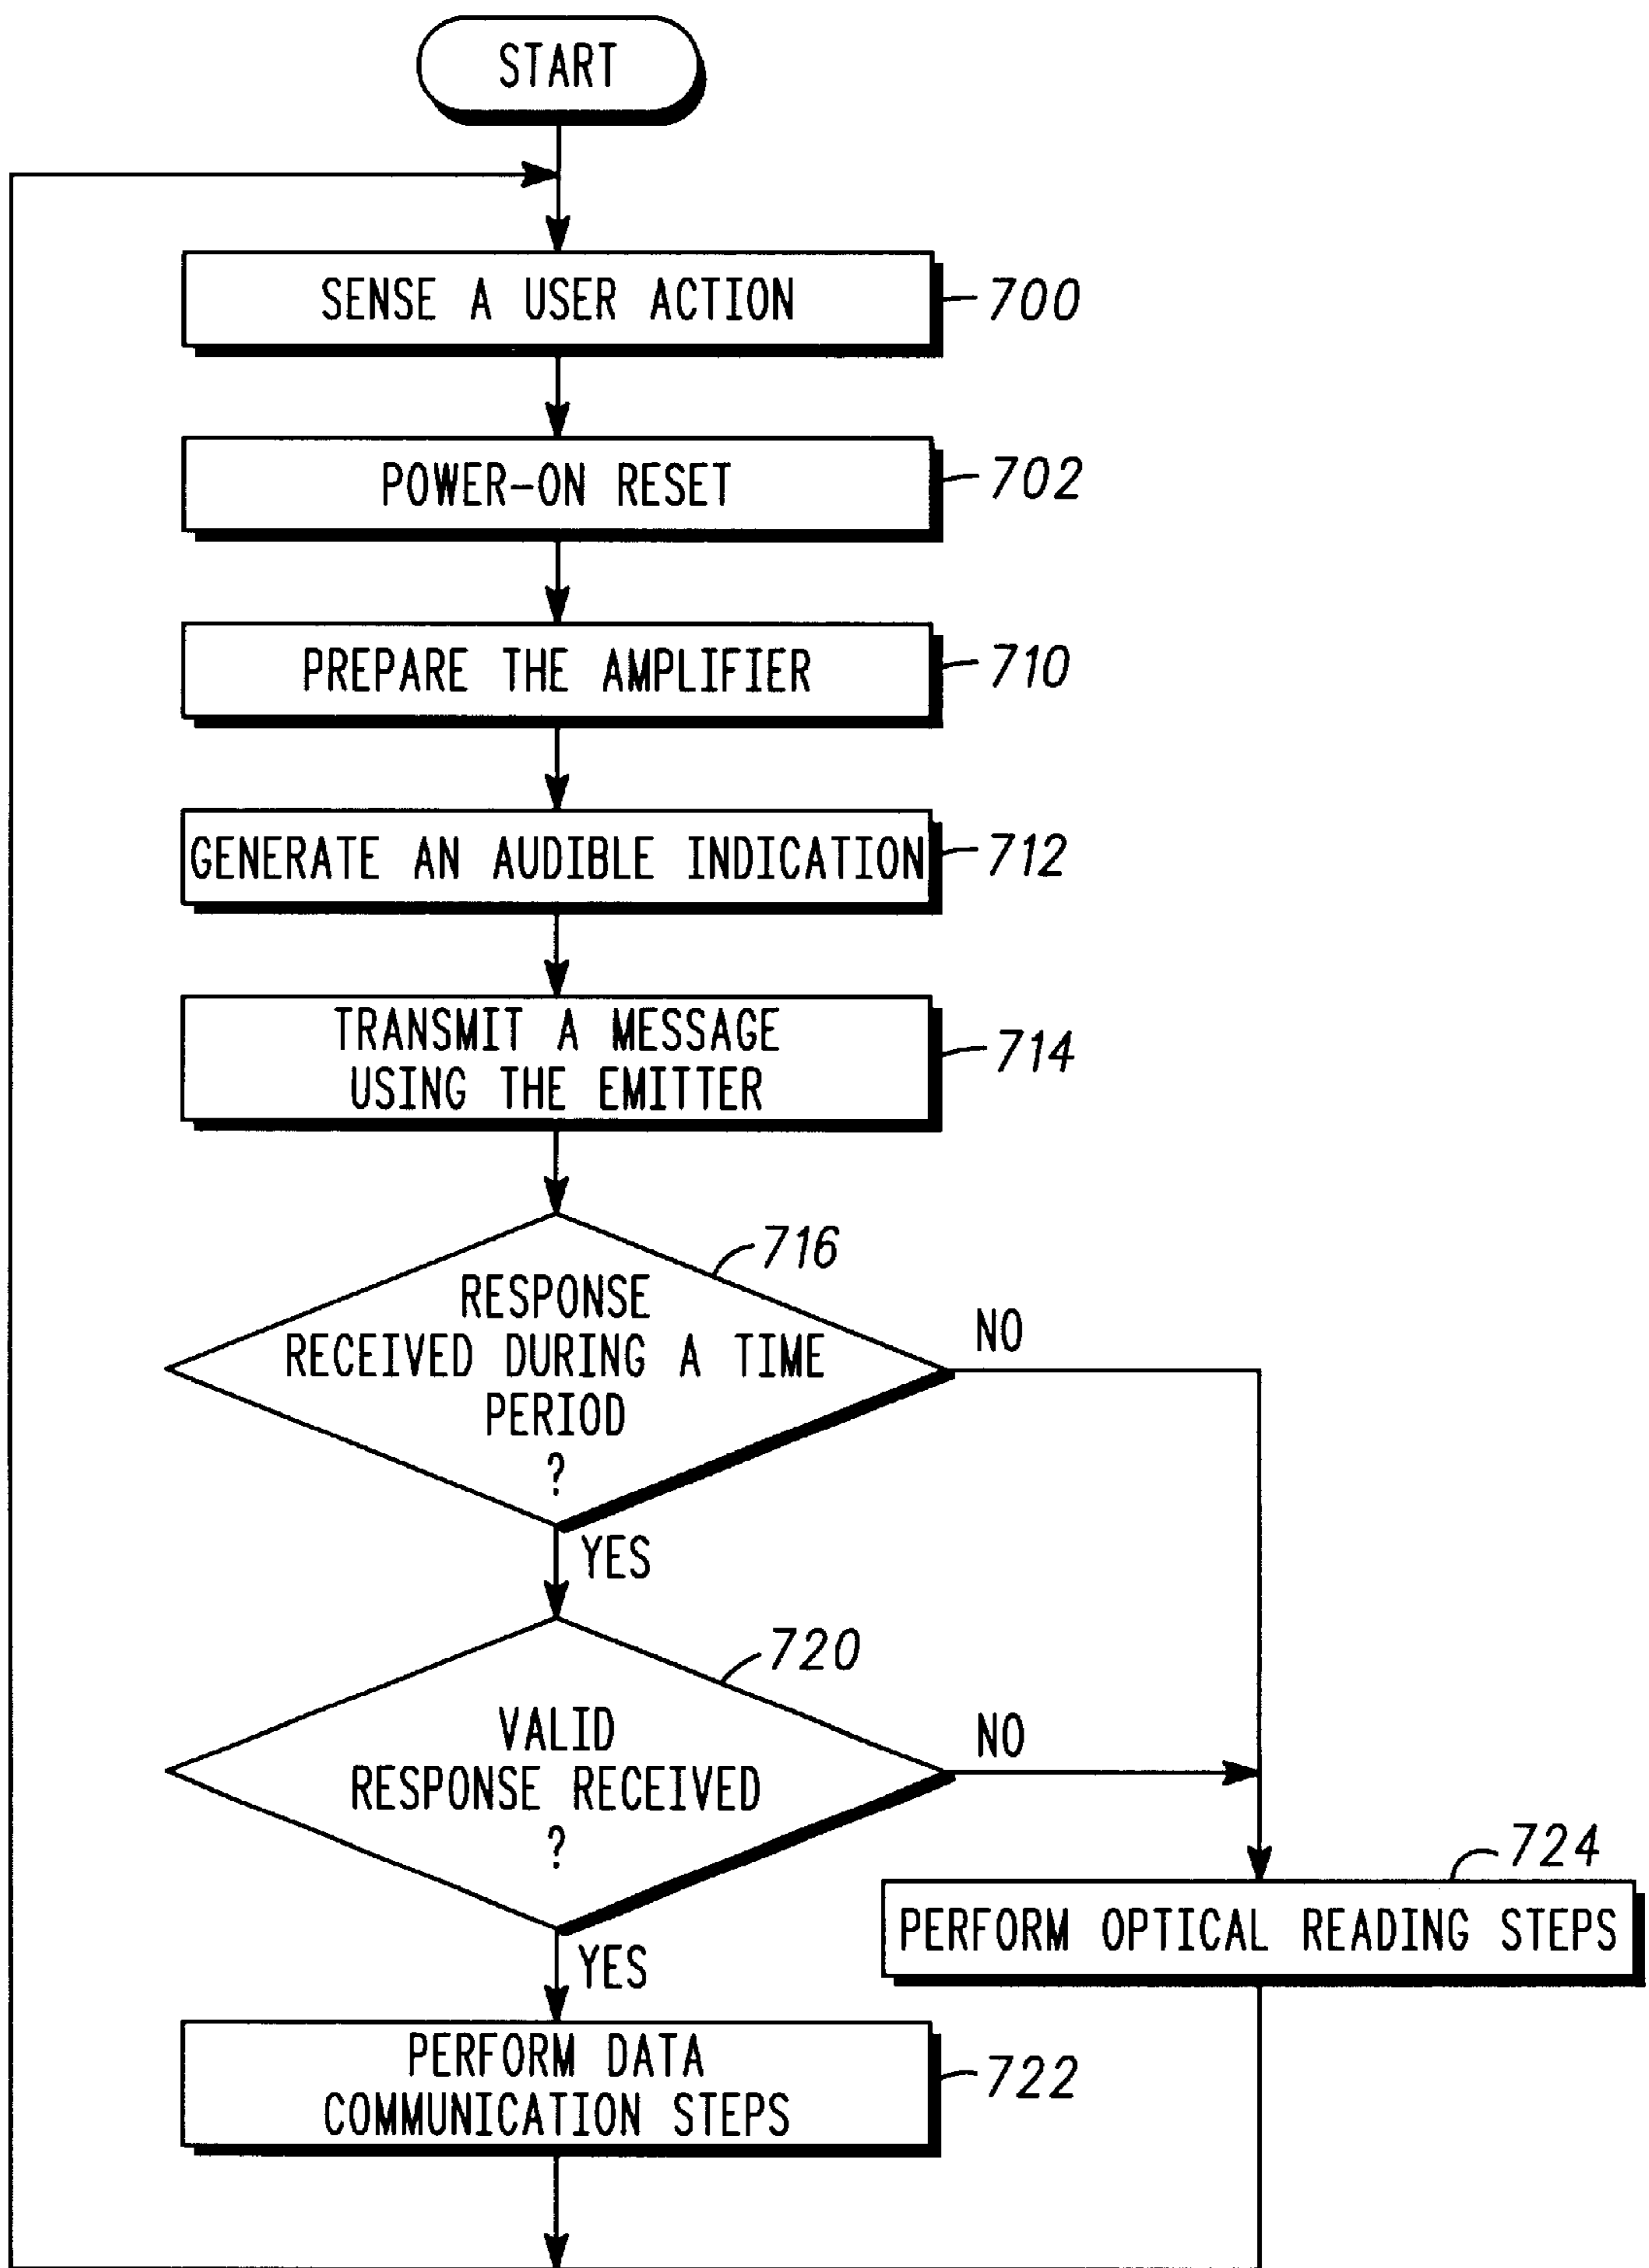 START
SENSE A USER ACTION
700
POWER-ON RESET
702
PREPARE THE AMPLIFIER
710
GENERATE AN AUDIBLE INDICATION
712
TRANSMIT A MESSAGE
USING THE EMITTER
714
716
RESPONSE
RECEIVED DURING A TIME
PERIOD
?
NO
YES
720
VALID
RESPONSE RECEIVED
?
NO
YES
724
PERFORM OPTICAL READING STEPS
PERFORM DATA
COMMUNICATION STEPS
722